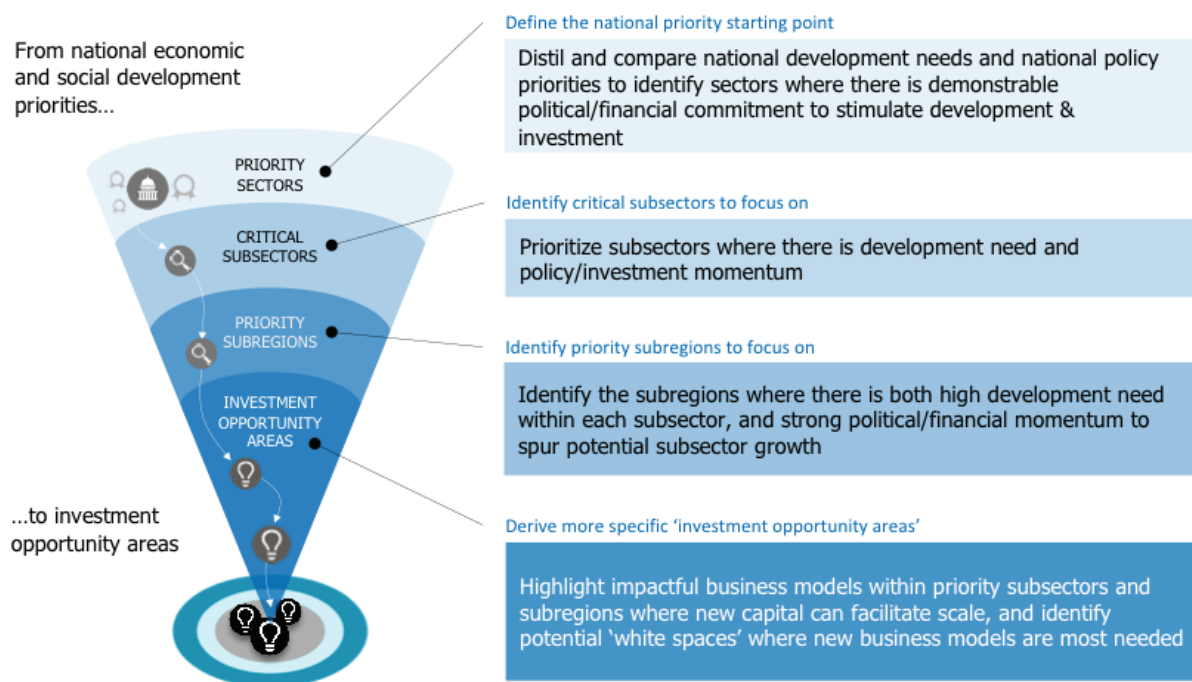 From national economic
and social development
priorities...
PRIORITY
SECTORS
CRITICAL
SUBSECTORS
PRIORITY
SUBREGIONS
INVESTMENT
OPPORTUNITY
AREAS
...to investment
opportunity areas
Define the national priority starting point
Distil and compare national development needs and national policy
priorities to identify sectors where there is demonstrable
political/financial commitment to stimulate development &
investment
Identify critical subsectors to focus on
Prioritize subsectors where there is development need and
policy/investment momentum
Identify priority subregions to focus on
Identify the subregions where there is both high development need
within each subsector, and strong political/financial momentum to
spur potential subsector growth
Derive more specific ‘investment opportunity areas’
Highlight impactful business models within priority subsectors and
subregions where new capital can facilitate scale, and identify
potential ‘white spaces’ where new business models are most needed